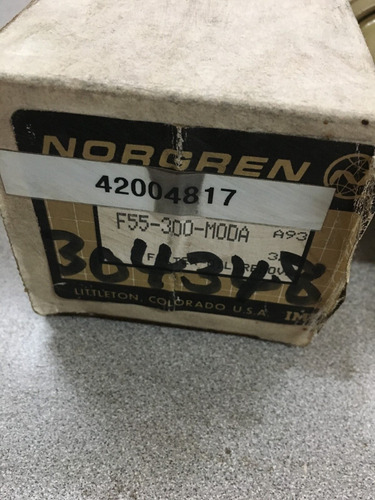 NORGREN
42004817
F55-300-MODA A93
304348
LITTLETON, COLORADO U.S.A.